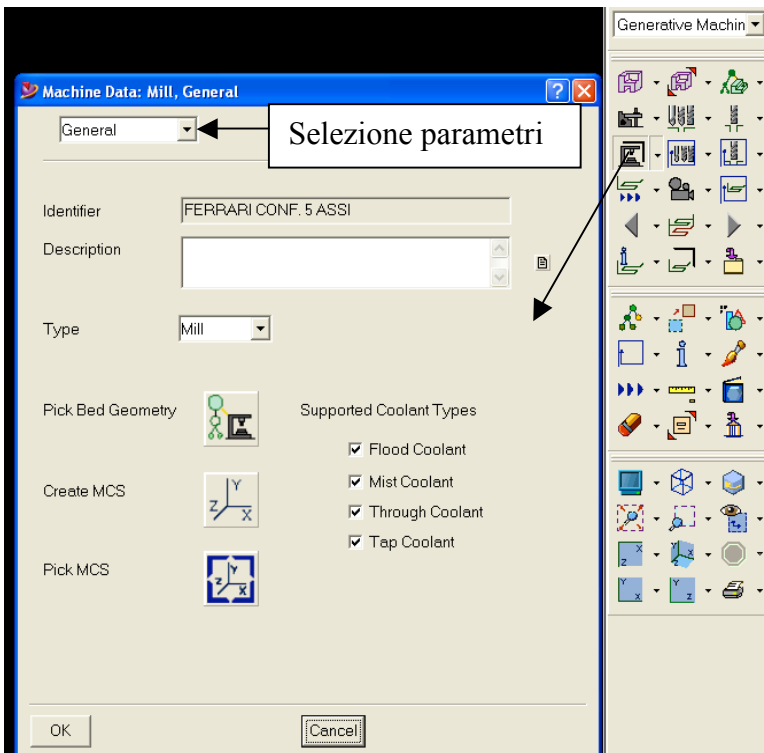 Generative Machin
Machine Data: Mill, General
General
Selezione parametri
Identifier
FERRARI CONF. 5 ASSI
Description
Type
Mill
Pick Bed Geometry
Supported Coolant Types
Flood Coolant
Create MCS
Mist Coolant
Through Coolant
Tap Coolant
Pick MCS
OK
Cancel